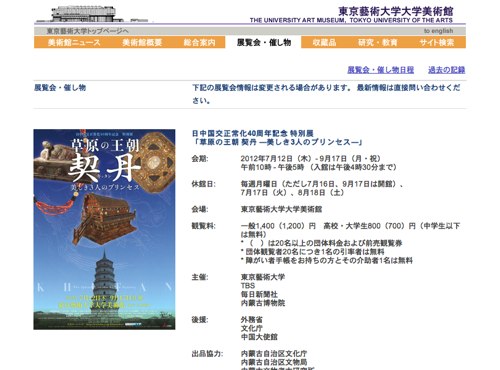 東京藝術大学大学美術館
THE UNIVERSITY ART MUSEUM, TOKYO UNIVERSITY OF THE ARTS
東京藝術大学トップページへ
to english
美術館ニュース
美術館概要
総合案内
展覧会・催し物
収蔵品
研究・教育
サイト検索
展覧会・催し物日程
過去の記録
展覧会・催し物
下記の展覧会情報は変更される場合があります。 最新情報は直接問い合わせくだ
さい。
草原の王朝
契丹
美しき3人のプリンセス
KHITAN
日中国交正常化40周年記念 特別展
「草原の王朝 契丹 ―美しき3人のプリンセス―」
会期:
2012年7月12日（木）- 9月17日（月・祝）
午前10時 - 午後5時 （入館は午後4時30分まで）
休館日:
毎週月曜日（ただし7月16日、9月17日は開館）、
7月17日（火）、8月18日（土）
会場:
東京藝術大学大学美術館
観覧料:
一般1,400（1,200）円　高校・大学生800（700）円（中学生以下
は無料）
* （　）は20名以上の団体料金および前売観覧券
* 団体観覧者20名につき1名の引率者は無料
* 障がい者手帳をお持ちの方とその介助者1名は無料
主催:
東京藝術大学
TBS
毎日新聞社
内蒙古博物院
後援:
外務省
文化庁
中国大使館
出品協力:
内蒙古自治区文化庁
内蒙古自治区文物局